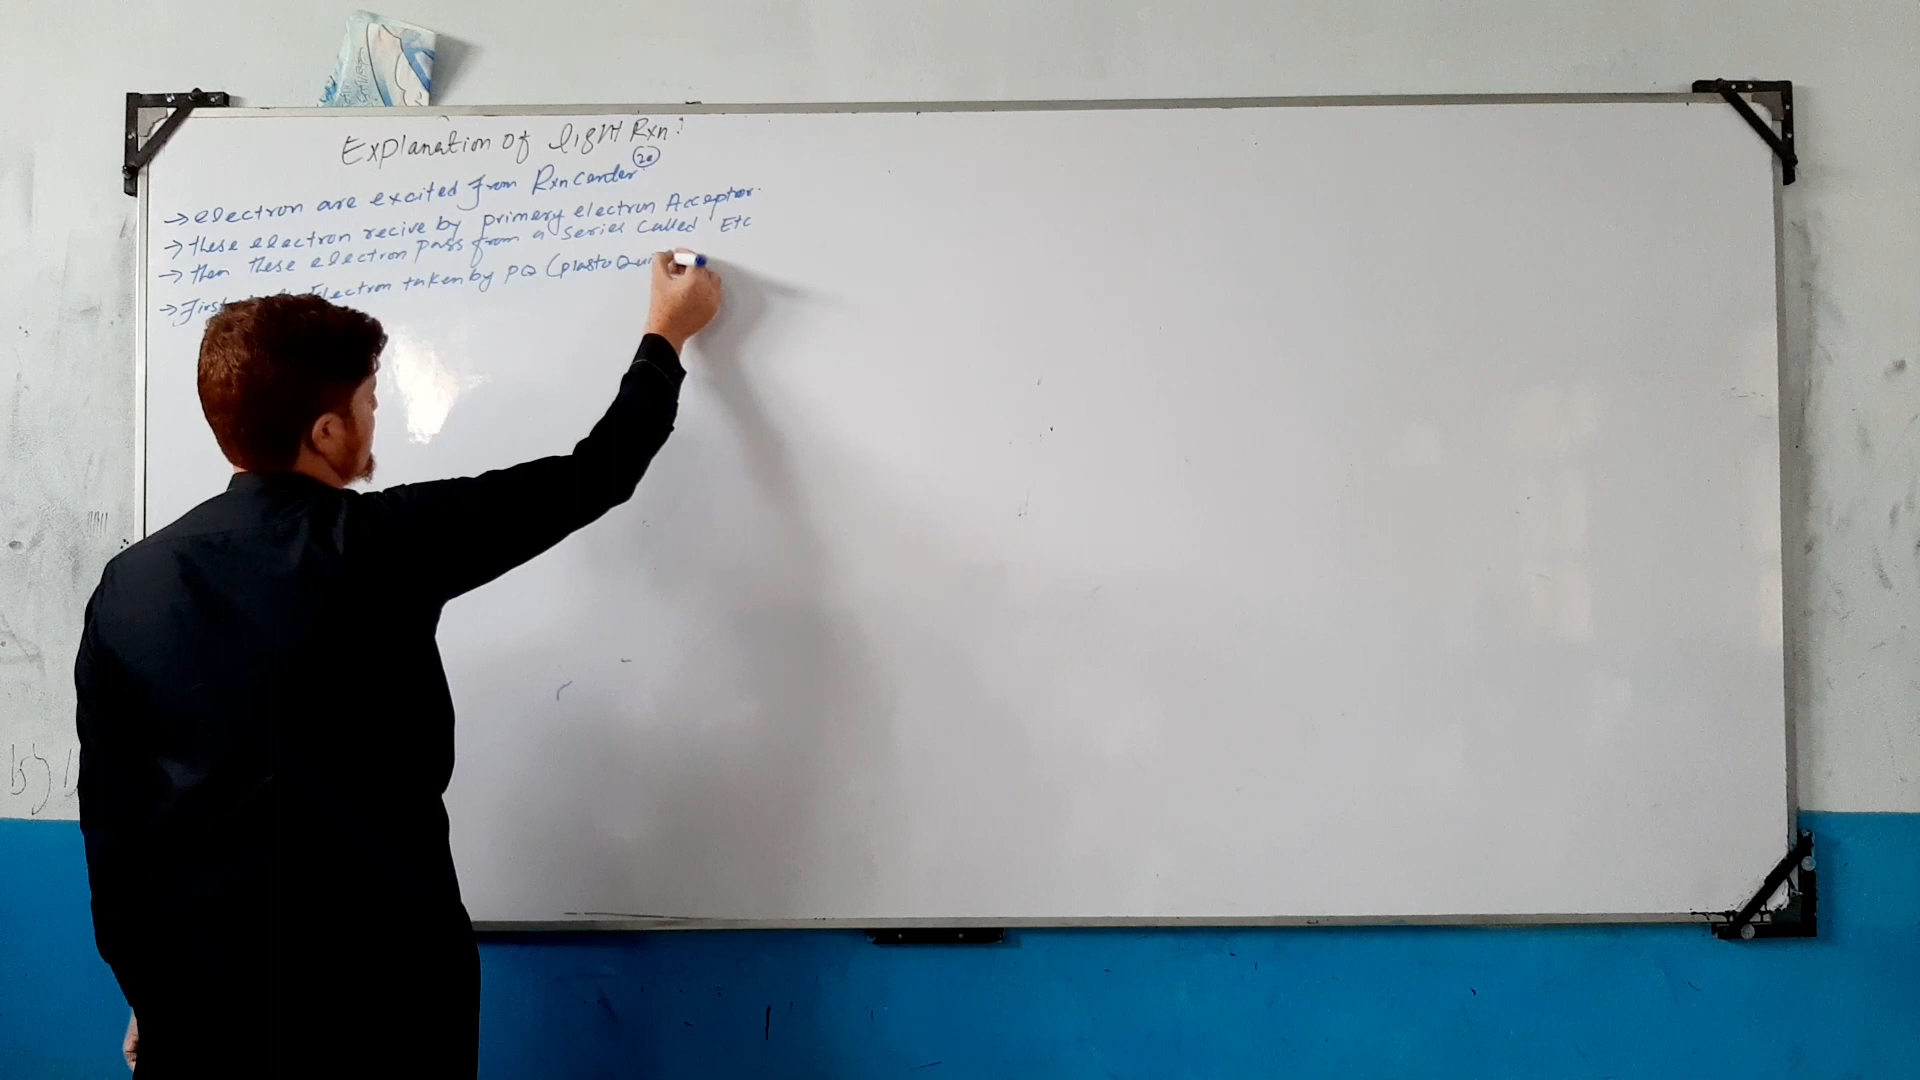 Explanation of light Rxn:
→ electron are excited from Rxn Center 2e
→ these electron recive by primery electron Acceptor.
→ then these electron pass from a series called Etc
→ First Electron taken by PQ (plasto Qui